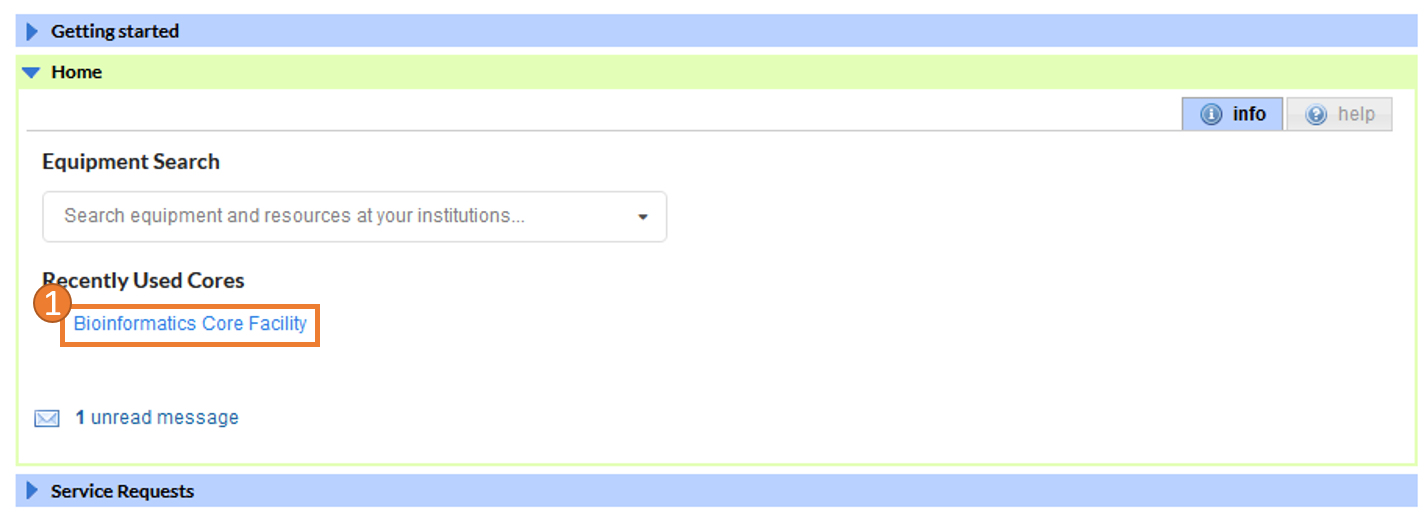 Getting started
Home
info
help
Equipment Search
Search equipment and resources at your institutions...
Recently Used Cores
1
Bioinformatics Core Facility
1 unread message
Service Requests